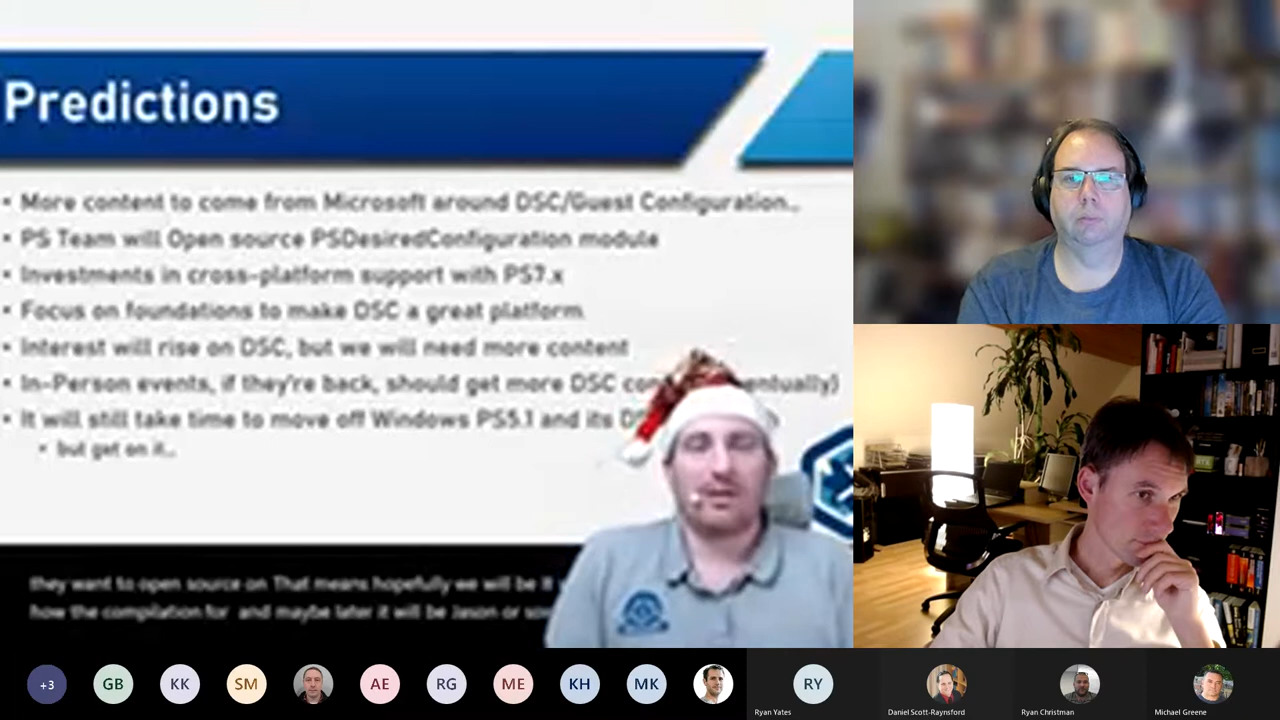 Predictions
• More content to come from Microsoft around DSC/Guest Configuration...
• PS Team will Open source PSDesiredConfiguration module
• Investments in cross-platform support with PS7.x
• Focus on foundations to make DSC a great platform
• Interest will rise on DSC, but we will need more content
• In-Person events, if they're back, should get more DSC con entually)
• It will still take time to move off Windows PS5.1 and its D
• but get on it...
they want to open source on That means hopefully we will be
how the compilation for and maybe later it will be Jason or
+3 GB KK SM AE RG ME KH MK RY
Ryan Yates Daniel Scott-Raynsford Ryan Christman Michael Greene